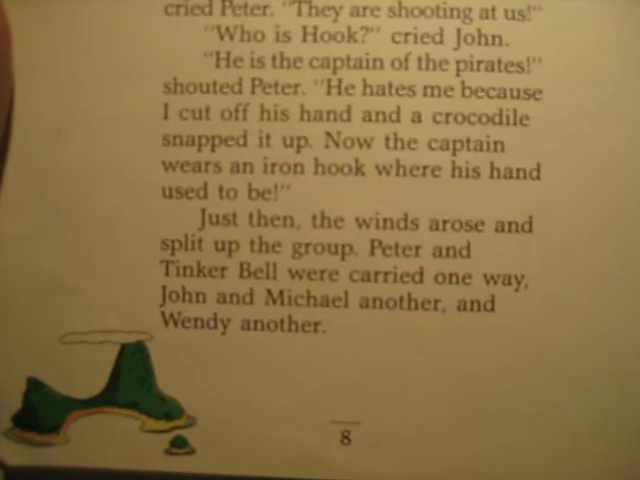 cried Peter. "They are shooting at us!"
"Who is Hook?" cried John.
"He is the captain of the pirates!"
shouted Peter. "He hates me because
I cut off his hand and a crocodile
snapped it up. Now the captain
wears an iron hook where his hand
used to be!"
Just then, the winds arose and
split up the group. Peter and
Tinker Bell were carried one way,
John and Michael another, and
Wendy another.
8